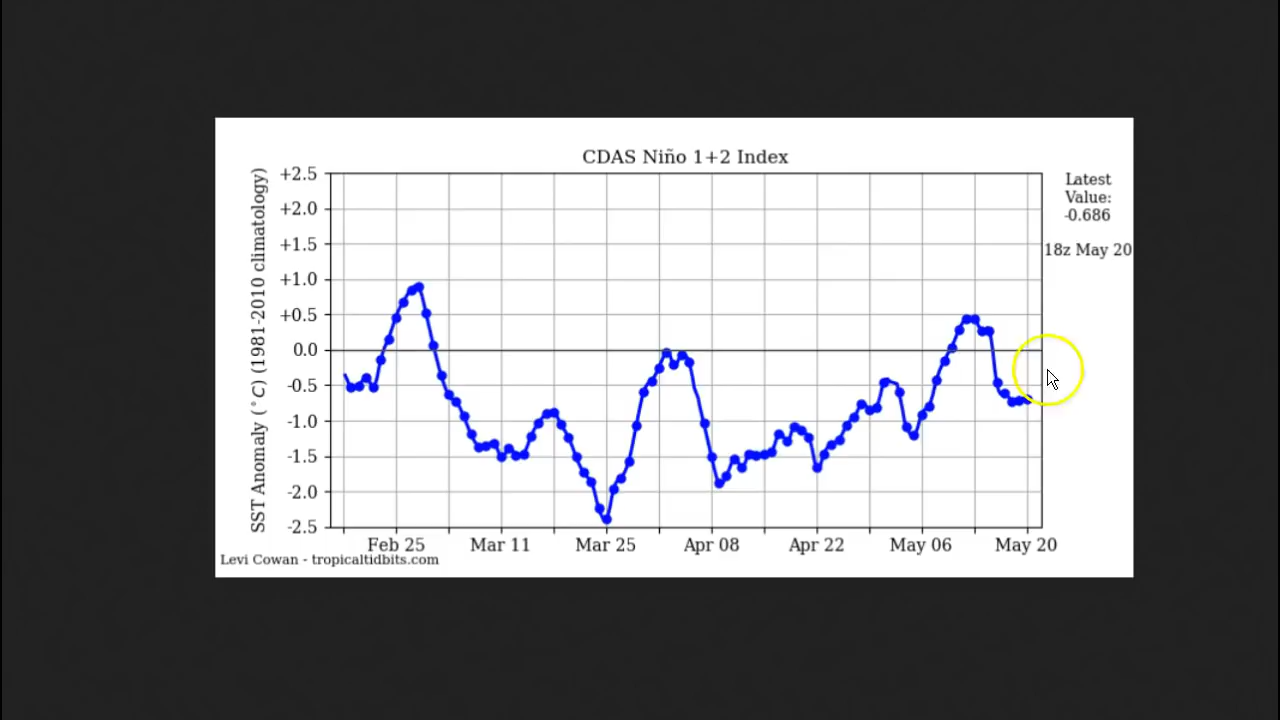 CDAS Niño 1+2 Index
Latest
Value:
-0.686
18z May 20
SST Anomaly (°C) (1981-2010 climatology)
+2.5
+2.0
+1.5
+1.0
+0.5
0.0
-0.5
-1.0
-1.5
-2.0
-2.5
Feb 25 Mar 11 Mar 25 Apr 08 Apr 22 May 06 May 20
Levi Cowan - tropicaltidbits.com